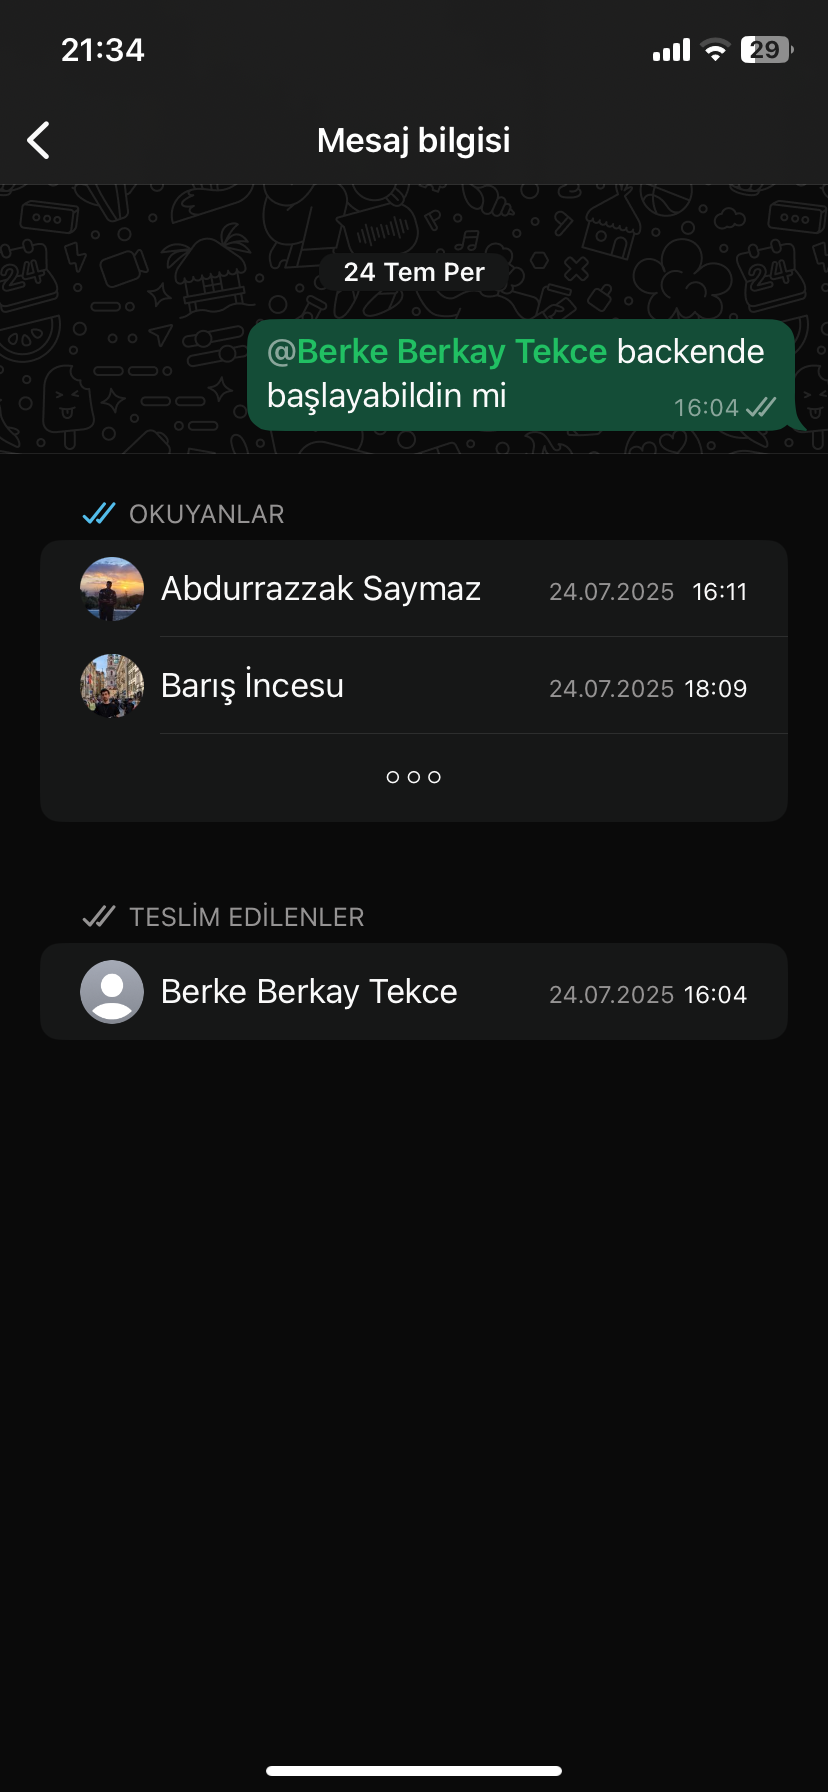 21:34
29
Mesaj bilgisi
24 Tem Per
@Berke Berkay Tekce backende
başlayabildin mi
16:04
OKUYANLAR
Abdurrazzak Saymaz 24.07.2025 16:11
Barış İncesu 24.07.2025 18:09
TESLİM EDİLENLER
Berke Berkay Tekce 24.07.2025 16:04